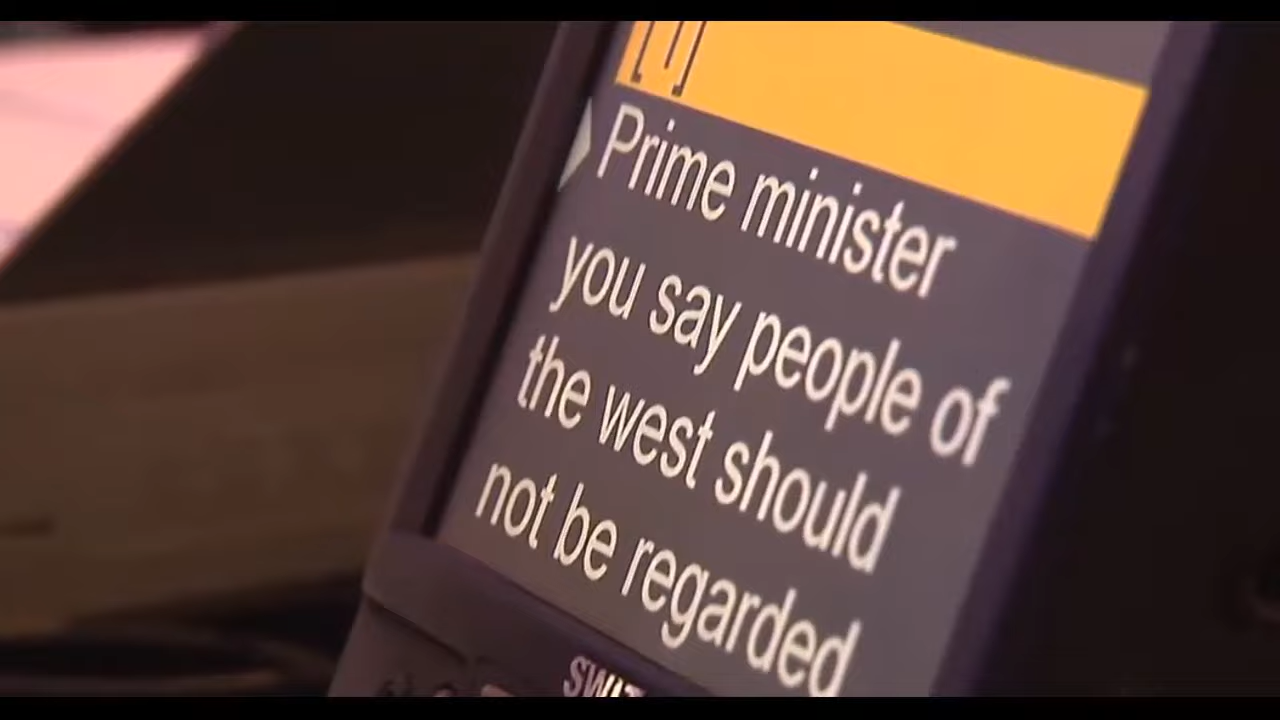 Prime minister
you say people of
the west should
not be regarded